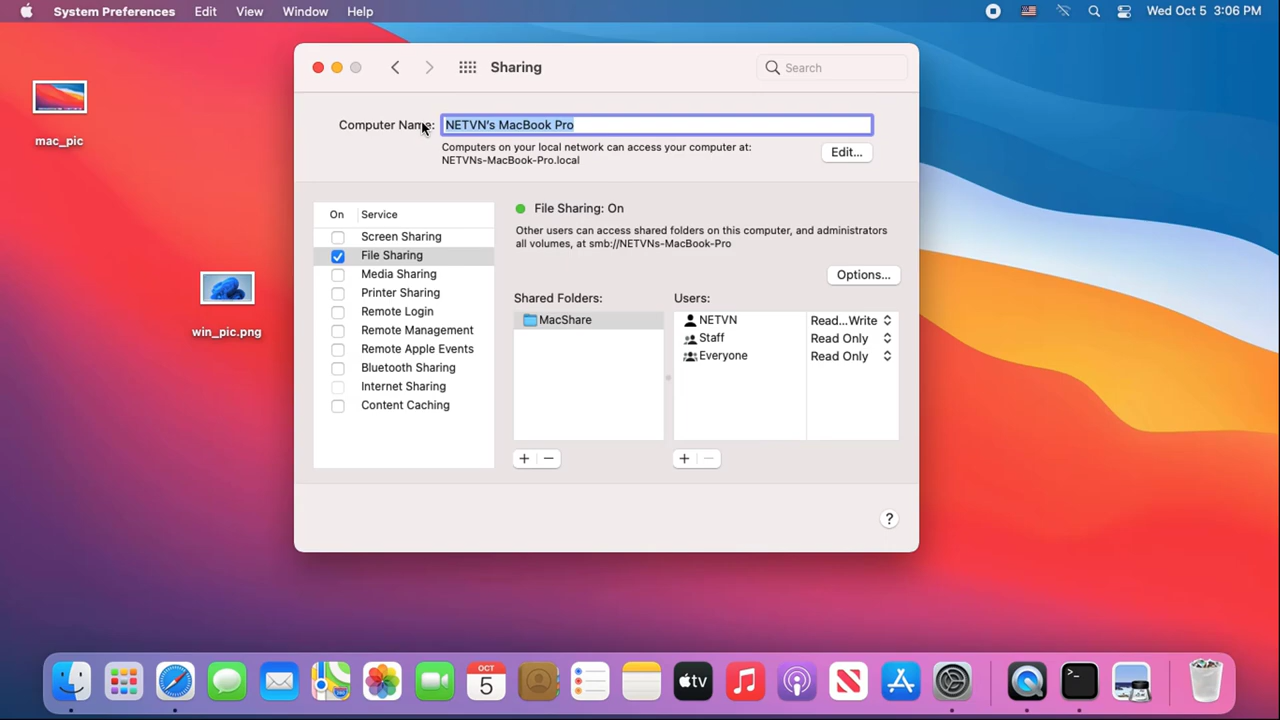 System Preferences Edit View Window Help Wed Oct 5 3:06 PM
Sharing Search
mac_pic
win_pic.png
Computer Name: NETVN's MacBook Pro
Computers on your local network can access your computer at:
NETVNs-MacBook-Pro.local
Edit...
On Service
Screen Sharing
File Sharing
Media Sharing
Printer Sharing
Remote Login
Remote Management
Remote Apple Events
Bluetooth Sharing
Internet Sharing
Content Caching
File Sharing: On
Other users can access shared folders on this computer, and administrators
all volumes, at smb://NETVNs-MacBook-Pro
Options...
Shared Folders: Users:
MacShare
NETVN Read...Write
Staff Read Only
Everyone Read Only
+ − + −
?
OCT
5
tv